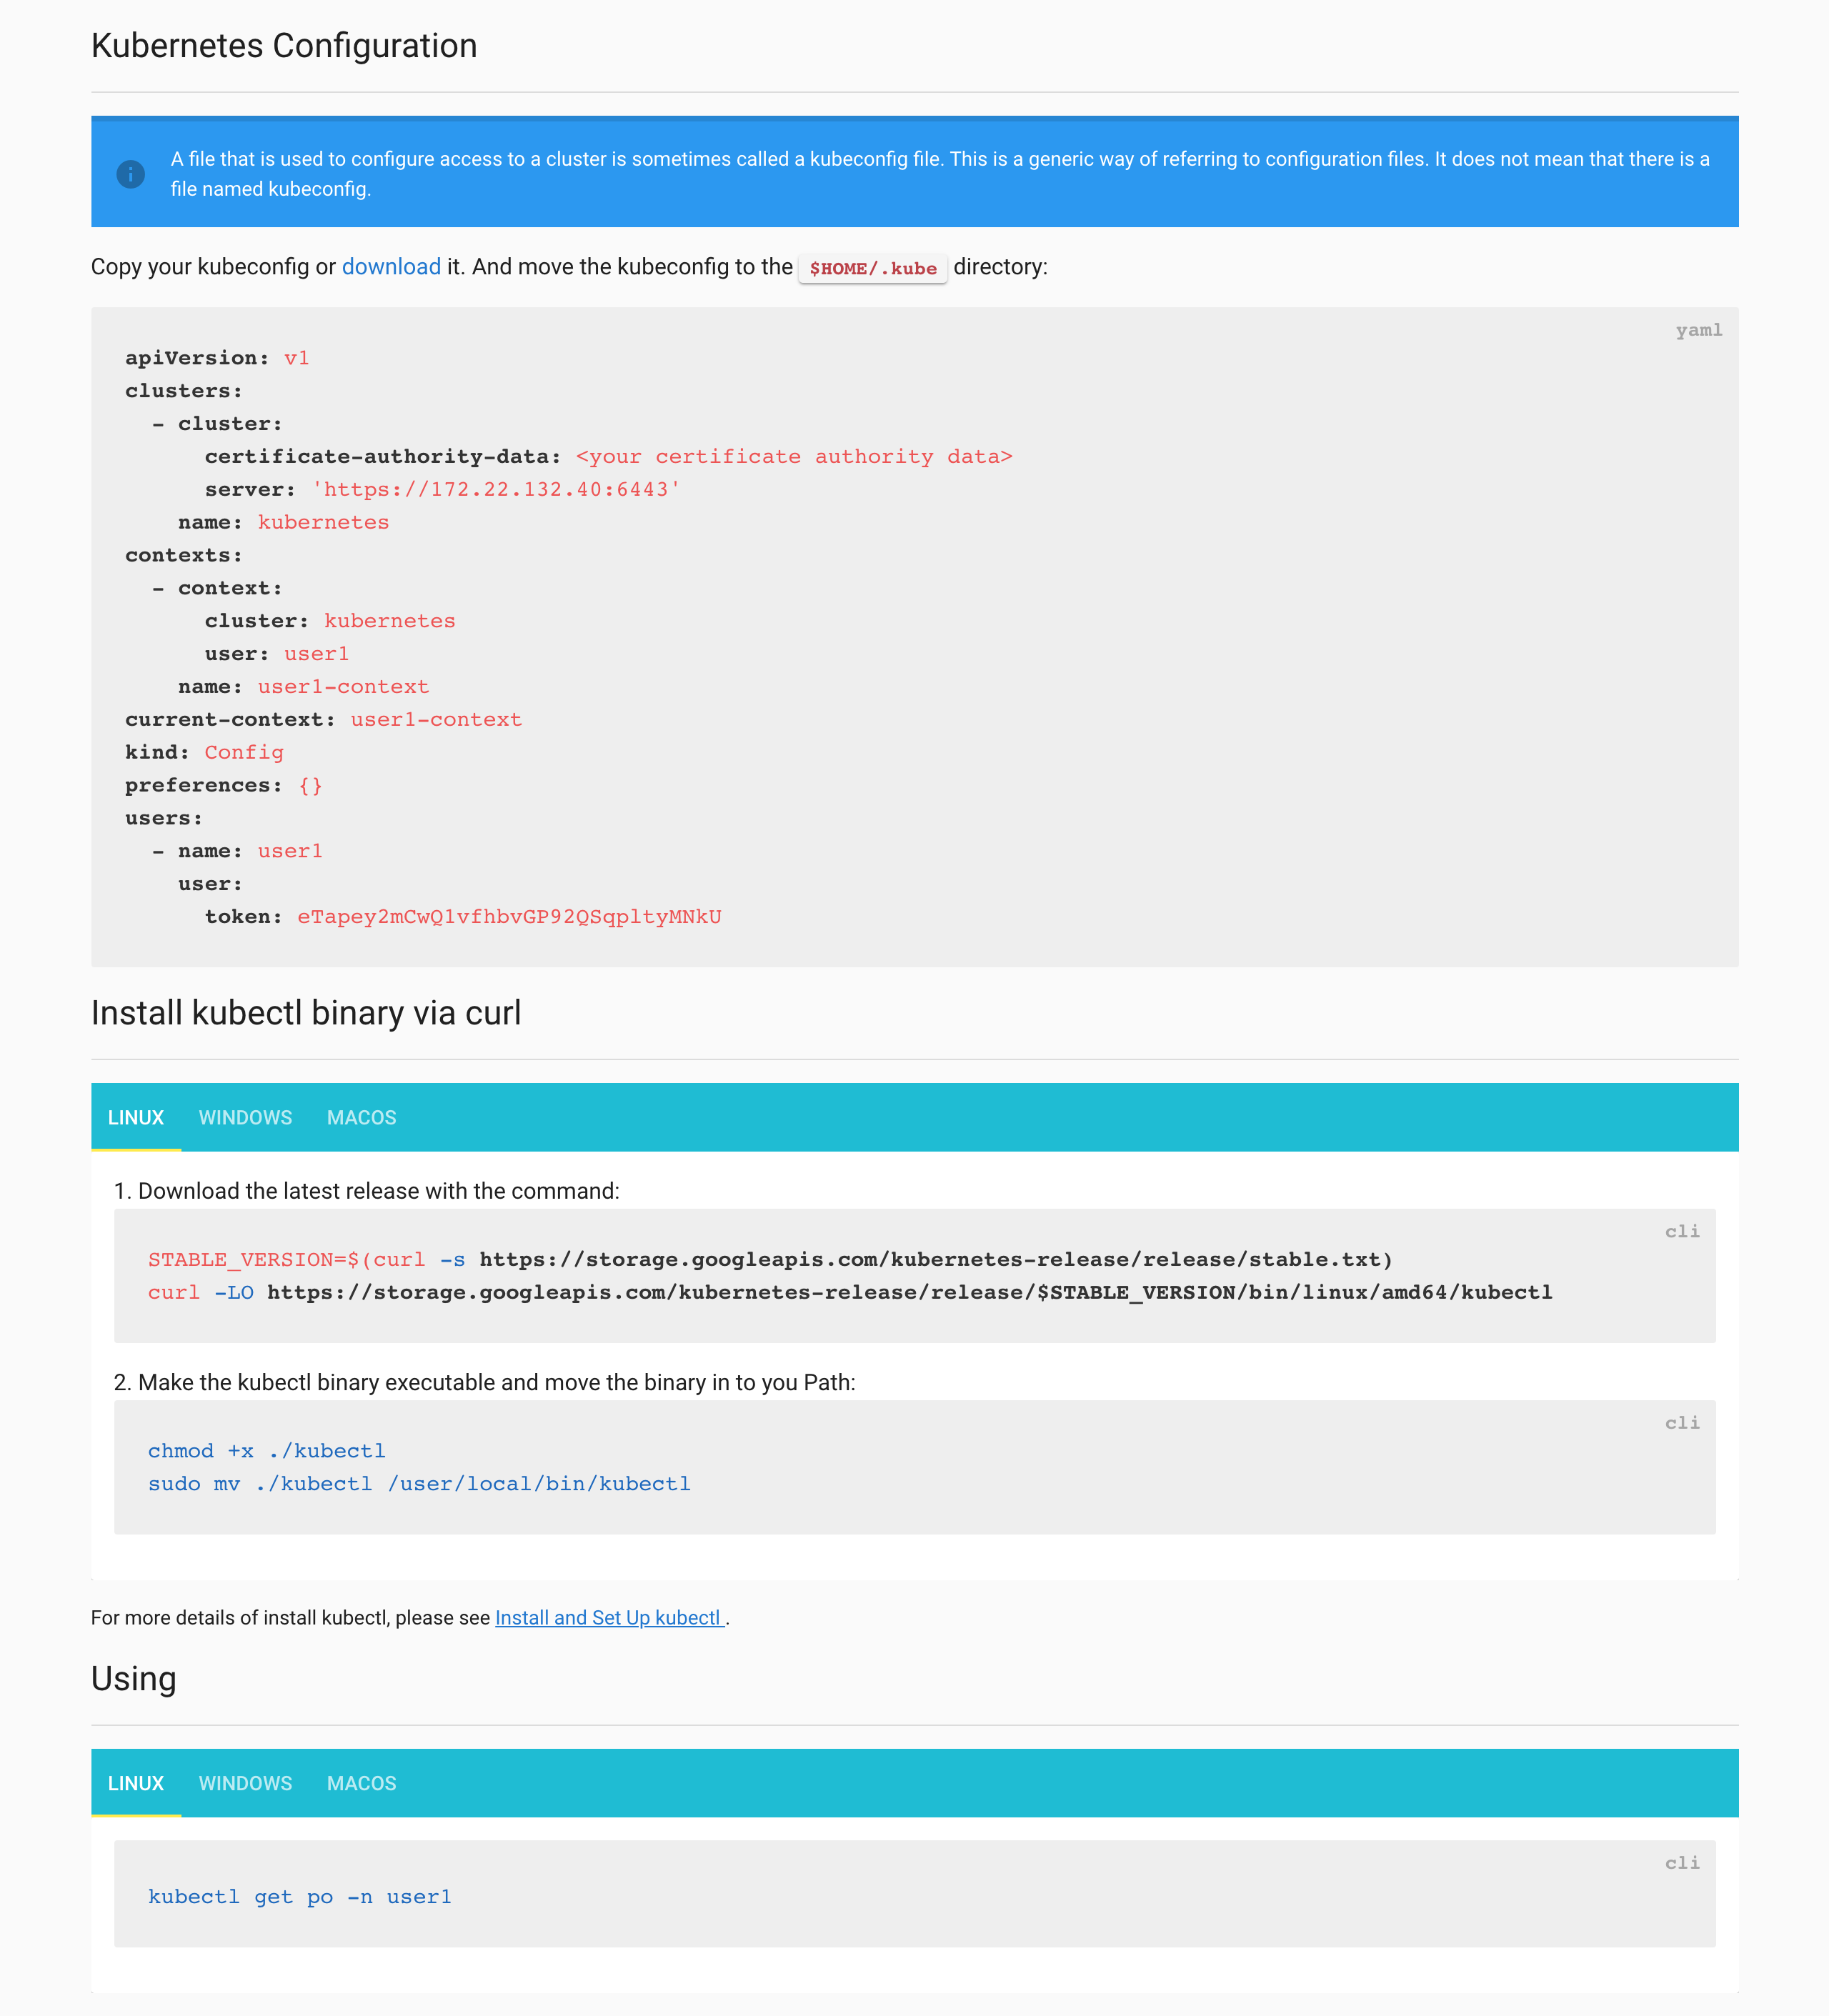 Kubernetes Configuration
A file that is used to configure access to a cluster is sometimes called a kubeconfig file. This is a generic way of referring to configuration files. It does not mean that there is a
file named kubeconfig.
Copy your kubeconfig or download it. And move the kubeconfig to the $HOME/.kube directory:
yaml
apiVersion: v1
clusters:
  - cluster:
      certificate-authority-data: <your certificate authority data>
      server: 'https://172.22.132.40:6443'
    name: kubernetes
contexts:
  - context:
      cluster: kubernetes
      user: user1
    name: user1-context
current-context: user1-context
kind: Config
preferences: {}
users:
  - name: user1
    user:
      token: eTapey2mCwQ1vfhbvGP92QSqpltyMNkU
Install kubectl binary via curl
LINUX WINDOWS MACOS
1. Download the latest release with the command:
cli
STABLE_VERSION=$(curl -s https://storage.googleapis.com/kubernetes-release/release/stable.txt)
curl -LO https://storage.googleapis.com/kubernetes-release/release/$STABLE_VERSION/bin/linux/amd64/kubectl
2. Make the kubectl binary executable and move the binary in to you Path:
cli
chmod +x ./kubectl
sudo mv ./kubectl /user/local/bin/kubectl
For more details of install kubectl, please see Install and Set Up kubectl .
Using
LINUX WINDOWS MACOS
cli
kubectl get po -n user1